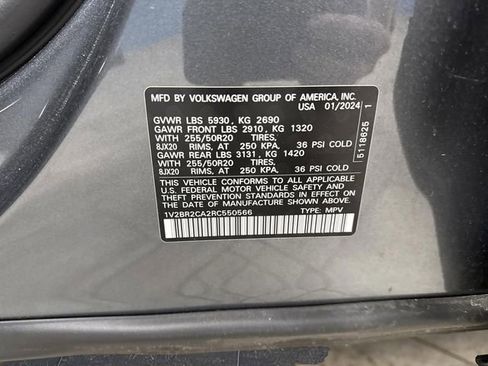 MFD BY VOLKSWAGEN GROUP OF AMERICA, INC.
USA 01/2024
GVWR LBS 5930, KG 2690
GAWR FRONT LBS 2910, KG 1320
WITH 255/50R20 TIRES,
8JX20 RIMS, AT 250 KPA, 36 PSI COLD
GAWR REAR LBS 3131, KG 1420
WITH 255/50R20 TIRES,
8JX20 RIMS, AT 250 KPA, 36 PSI COLD
THIS VEHICLE CONFORMS TO ALL APPLICABLE
U.S. FEDERAL MOTOR VEHICLE SAFETY AND
THEFT PREVENTION STANDARDS IN EFFECT ON
THE DATE OF MANUFACTURE SHOWN ABOVE.
1V2BR2CA2RC550566 TYPE: MPV
5118625 1